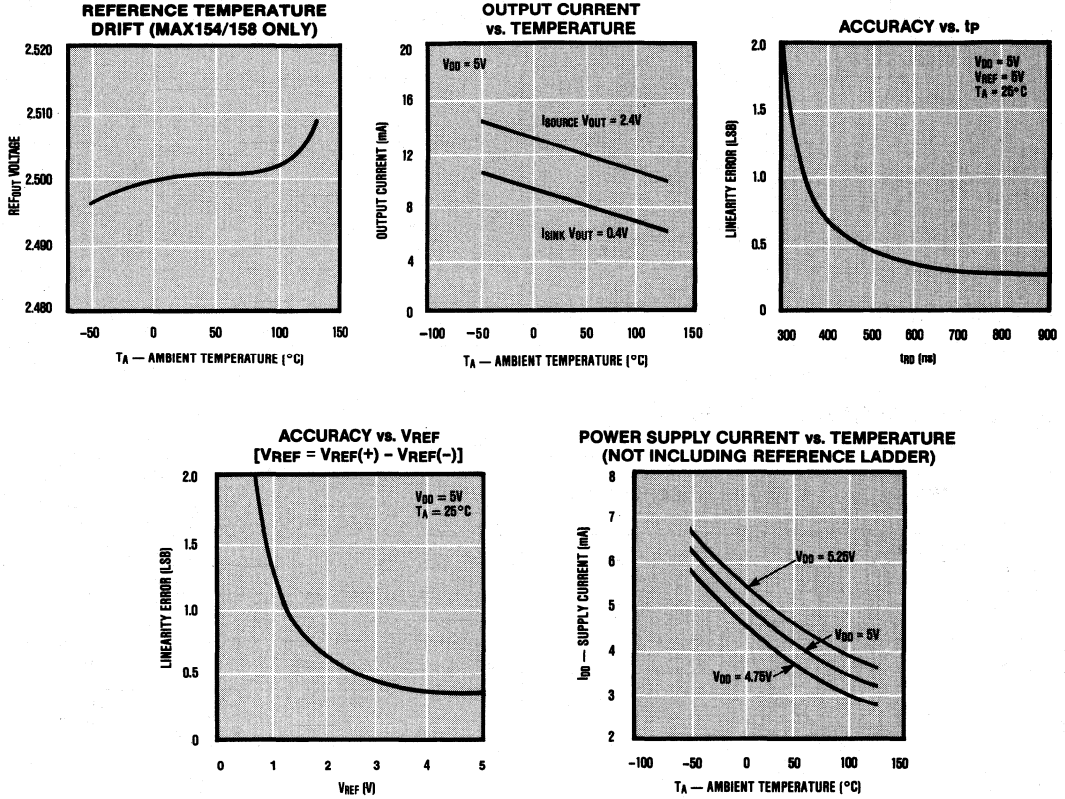 REFERENCE TEMPERATURE
DRIFT (MAX154/158 ONLY)
2.520
2.510
2.500
2.490
2.480
REFOUT VOLTAGE
-50 0 50 100 150
TA — AMBIENT TEMPERATURE (°C)
OUTPUT CURRENT
vs. TEMPERATURE
VDD = 5V
20
16
12
8
4
0
OUTPUT CURRENT (mA)
ISOURCE VOUT = 2.4V
ISINK VOUT = 0.4V
-100 -50 0 50 100 150
TA — AMBIENT TEMPERATURE (°C)
ACCURACY vs. tp
VDD = 5V
VREF = 5V
TA = 25°C
2.0
1.5
1.0
0.5
0
LINEARITY ERROR (LSB)
300 400 500 600 700 800 900
tRD (ns)
ACCURACY vs. VREF
[VREF = VREF(+) – VREF(–)]
VDD = 5V
TA = 25°C
2.0
1.5
1.0
0.5
0
LINEARITY ERROR (LSB)
0 1 2 3 4 5
VREF (V)
POWER SUPPLY CURRENT vs. TEMPERATURE
(NOT INCLUDING REFERENCE LADDER)
8
7
6
5
4
3
2
IDD — SUPPLY CURRENT (mA)
VDD = 5.25V
VDD = 5V
VDD = 4.75V
-100 -50 0 50 100 150
TA — AMBIENT TEMPERATURE (°C)